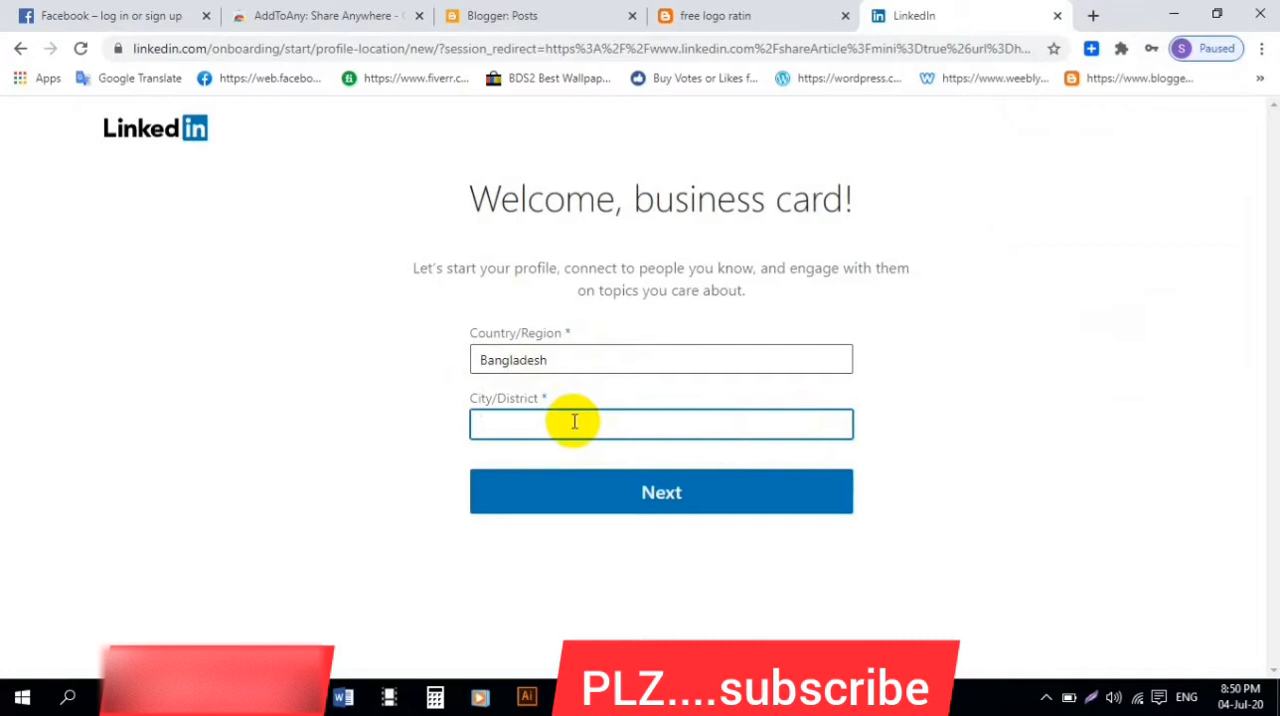 Facebook – log in or sign up
AddToAny: Share Anywhere -
Blogger: Posts
free logo ratin
LinkedIn
linkedin.com/onboarding/start/profile-location/new/?session_redirect=https%3A%2F%2Fwww.linkedin.com%2FshareArticle%3Fmini%3Dtrue%26url%3Dh...
S Paused
Apps
Google Translate
https://web.facebo...
https://www.fiverr.c...
BDS2 Best Wallpap...
Buy Votes or Likes f...
https://wordpress.c...
https://www.weebly...
https://www.blogge...
»
Linked in
Welcome, business card!
Let's start your profile, connect to people you know, and engage with them
on topics you care about.
Country/Region *
Bangladesh
City/District *
Next
PLZ....subscribe
ENG
8:50 PM
04-Jul-20